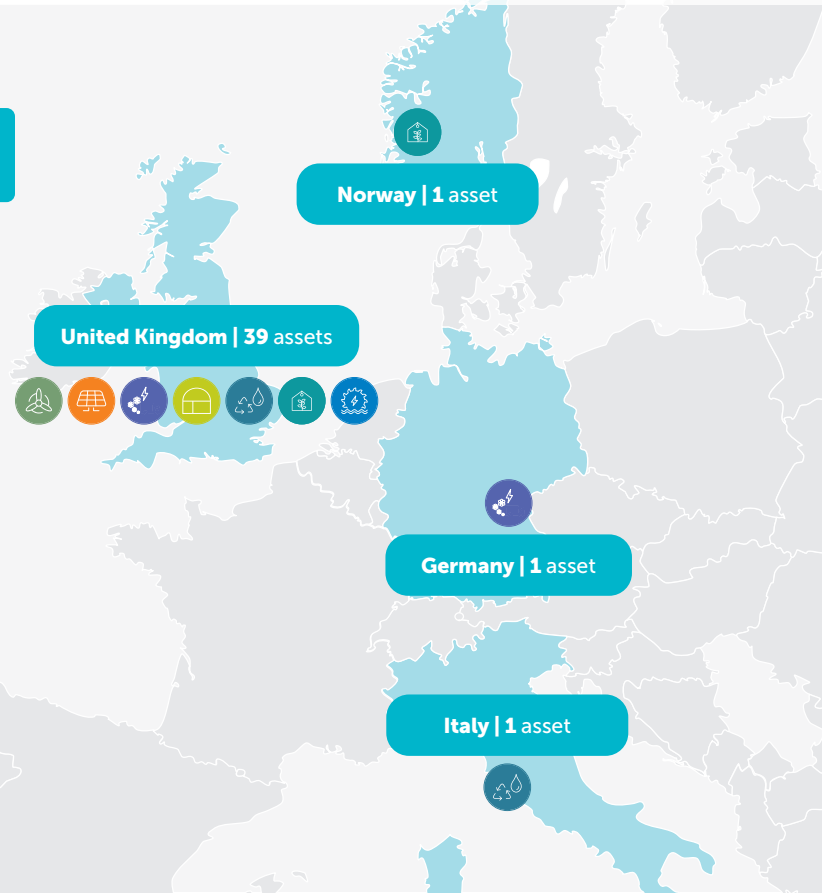 Norway | 1 asset
United Kingdom | 39 assets
Germany | 1 asset
Italy | 1 asset